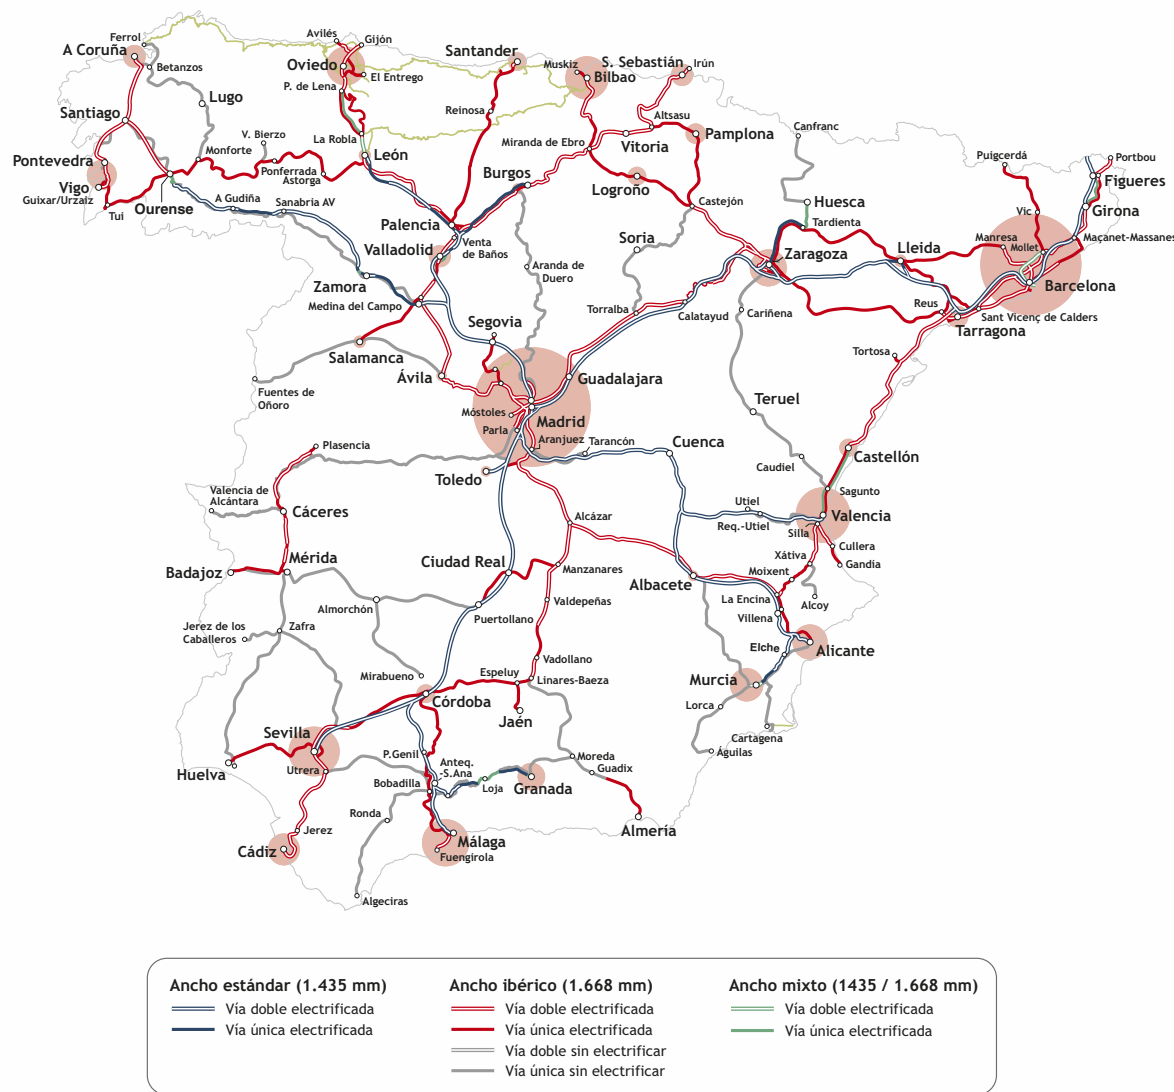 Ferrol
A Coruña
Betanzos
Avilés
Gijón
Oviedo
El Entrego
P. de Lena
Santander
Muskiz
Bilbao
S. Sebastián
Irún
Lugo
Reinosa
Santiago
V. Bierzo
La Robla
Altsasu
Miranda de Ebro
Vitoria
Pamplona
Canfranc
Pontevedra
Monforte
León
Puigcerdá
Portbou
Vigo
Guixar/Urzaiz
Ponferrada
Astorga
Burgos
Logroño
Figueres
Tui
Ourense
A Gudiña
Sanabria AV
Castejón
Huesca
Tardienta
Vic
Girona
Palencia
Venta
de Baños
Valladolid
Soria
Manresa
Mollet
Maçanet-Massanes
Zaragoza
Lleida
Zamora
Aranda de
Duero
Barcelona
Medina del Campo
Segovia
Torralba
Calatayud
Cariñena
Reus
Sant Vicenç de Calders
Tarragona
Salamanca
Ávila
Guadalajara
Tortosa
Fuentes de
Oñoro
Móstoles
Madrid
Teruel
Parla
Aranjuez
Tarancón
Cuenca
Plasencia
Castellón
Toledo
Caudiel
Valencia de
Alcántara
Sagunto
Cáceres
Utiel
Valencia
Alcázar
Req.-Utiel
Silla
Cullera
Xátiva
Gandía
Mérida
Ciudad Real
Manzanares
Moixent
Badajoz
Albacete
Almorchón
Valdepeñas
La Encina
Alcoy
Puertollano
Villena
Jerez de los
Caballeros
Zafra
Elche
Alicante
Vadollano
Mirabueno
Espeluy
Linares-Baeza
Murcia
Córdoba
Lorca
Jaén
Cartagena
Sevilla
Águilas
P.Genil
Anteq.
-S.Ana
Moreda
Huelva
Utrera
Guadix
Bobadilla
Loja
Granada
Ronda
Jerez
Almería
Málaga
Cádiz
Fuengirola
Algeciras
Ancho estándar (1.435 mm)
Vía doble electrificada
Vía única electrificada
Ancho ibérico (1.668 mm)
Vía doble electrificada
Vía única electrificada
Vía doble sin electrificar
Vía única sin electrificar
Ancho mixto (1435 / 1.668 mm)
Vía doble electrificada
Vía única electrificada